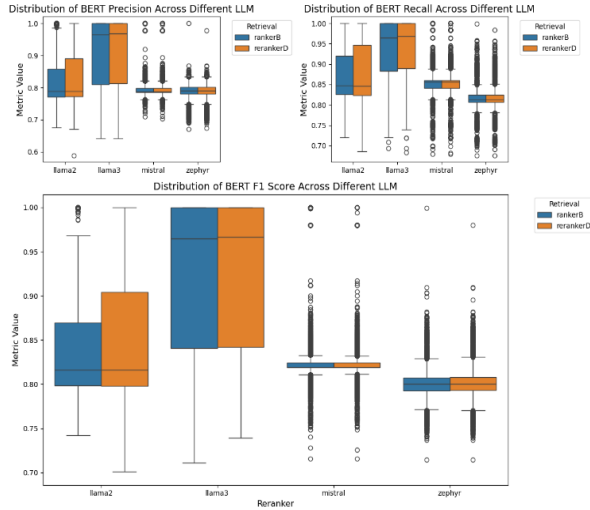 Distribution of BERT Precision Across Different LLM
Metric Value
1.0
0.9
0.8
0.7
0.6
llama2
llama3
mistral
zephyr
Retrieval
rankerB
rerankerD
Distribution of BERT Recall Across Different LLM
Metric Value
1.00
0.95
0.90
0.85
0.80
0.75
0.70
llama2
llama3
mistral
zephyr
Retrieval
rankerB
rerankerD
Distribution of BERT F1 Score Across Different LLM
Metric Value
1.00
0.95
0.90
0.85
0.80
0.75
0.70
llama2
llama3
mistral
zephyr
Reranker
Retrieval
rankerB
rerankerD